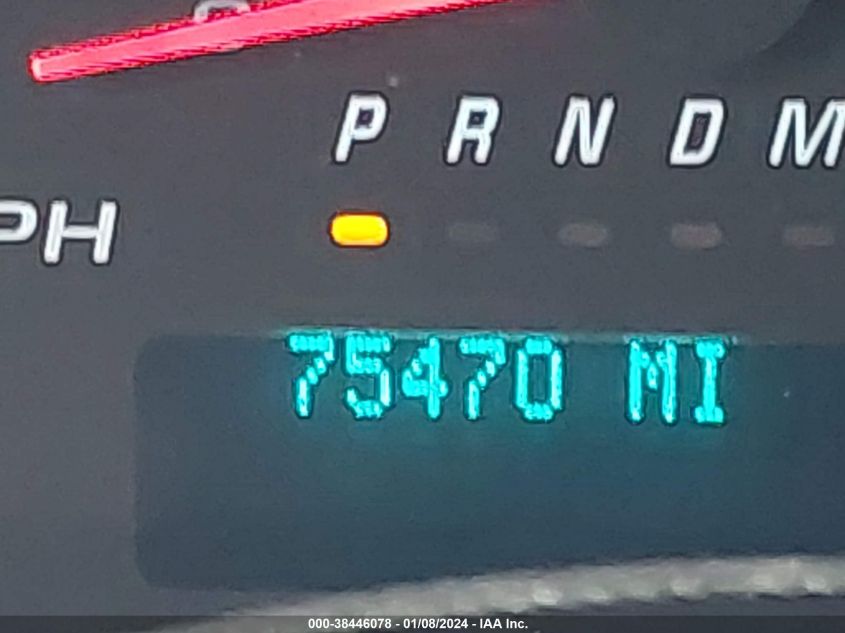 P R N D M
PH
75470 MI
000-38446078 - 01/08/2024 - IAA Inc.